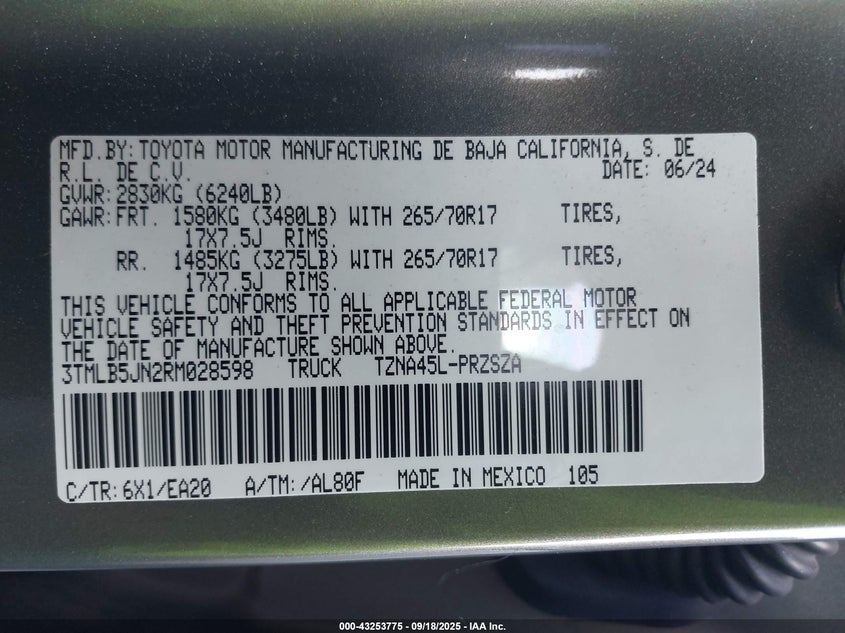 MFD.BY:TOYOTA MOTOR MANUFACTURING DE BAJA CALIFORNIA, S. DE
R.L. DE C.V. DATE: 06/24
GVWR:2830KG (6240LB)
GAWR:FRT. 1580KG (3480LB) WITH 265/70R17 TIRES,
17X7.5J RIMS.
RR. 1485KG (3275LB) WITH 265/70R17 TIRES,
17X7.5J RIMS.
THIS VEHICLE CONFORMS TO ALL APPLICABLE FEDERAL MOTOR
VEHICLE SAFETY AND THEFT PREVENTION STANDARDS IN EFFECT ON
THE DATE OF MANUFACTURE SHOWN ABOVE.
3TMLB5JN2RM028598 TRUCK TZNA45L-PRZSZA
C/TR:6X1/EA20 A/TM:/AL80F MADE IN MEXICO 105
000-43253775 - 09/18/2025 - IAA Inc.